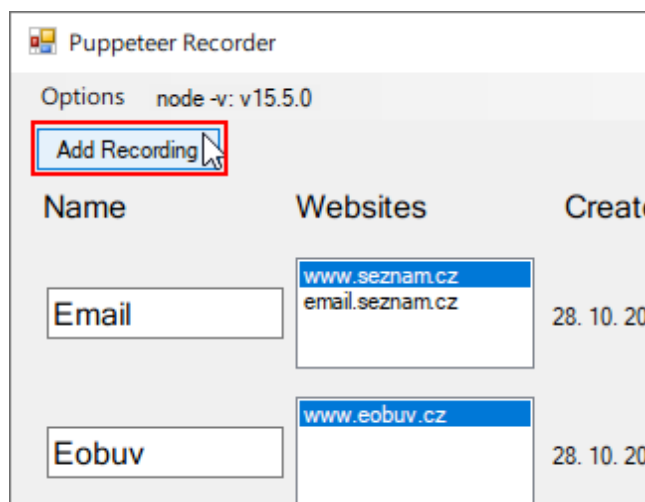 Puppeteer Recorder
Options node -v: v15.5.0
Add Recording
Name Websites
www.seznam.cz
email.seznam.cz
Email
28. 10. 20
www.eobuv.cz
Eobuv
28. 10. 20